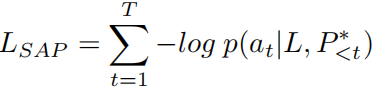 L_{SAP} = \sum_{t=1}^{T} -log p(a_t|L, P^*_{<t})